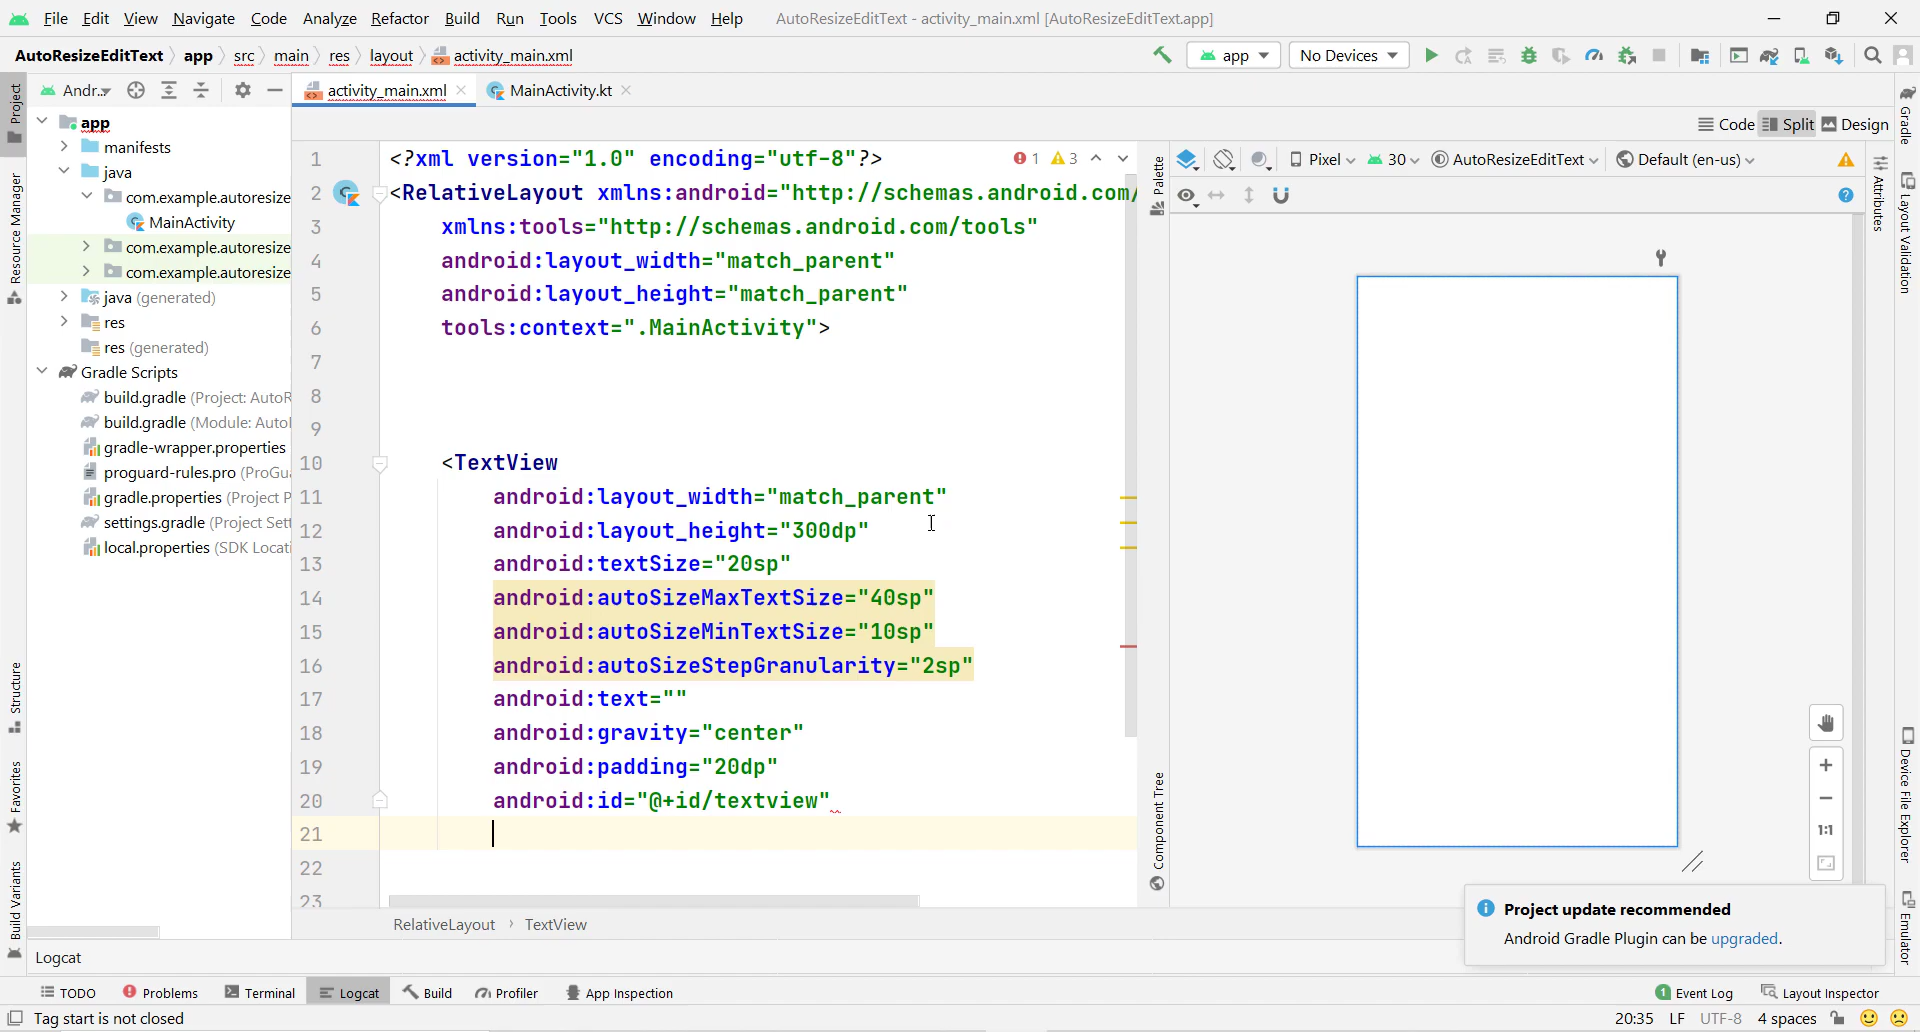 File Edit View Navigate Code Analyze Refactor Build Run Tools VCS Window Help AutoResizeEditText - activity_main.xml [AutoResizeEditText.app]
AutoResizeEditText app src main res layout activity_main.xml app No Devices
Andr... activity_main.xml MainActivity.kt
Code Split Design
Project
Resource Manager
Structure
Favorites
Build Variants
app
manifests
java
com.example.autoresize
MainActivity
com.example.autoresize
com.example.autoresize
java (generated)
res
res (generated)
Gradle Scripts
build.gradle (Project: AutoR
build.gradle (Module: Auto
gradle-wrapper.properties
proguard-rules.pro (ProGu
gradle.properties (Project P
settings.gradle (Project Set
local.properties (SDK Locat
1 <?xml version="1.0" encoding="utf-8"?> 1 3
2 <RelativeLayout xmlns:android="http://schemas.android.com/
3 xmlns:tools="http://schemas.android.com/tools"
4 android:layout_width="match_parent"
5 android:layout_height="match_parent"
6 tools:context=".MainActivity">
7
8
9
10 <TextView
11 android:layout_width="match_parent"
12 android:layout_height="300dp"
13 android:textSize="20sp"
14 android:autoSizeMaxTextSize="40sp"
15 android:autoSizeMinTextSize="10sp"
16 android:autoSizeStepGranularity="2sp"
17 android:text=""
18 android:gravity="center"
19 android:padding="20dp"
20 android:id="@+id/textview"
21
22
23
RelativeLayout TextView
Palette
Component Tree
Pixel 30 AutoResizeEditText Default (en-us)
1:1
Attributes
Gradle
Layout Validation
Device File Explorer
Emulator
Project update recommended
Android Gradle Plugin can be upgraded.
Logcat
TODO Problems Terminal Logcat Build Profiler App Inspection 1 Event Log Layout Inspector
Tag start is not closed 20:35 LF UTF-8 4 spaces